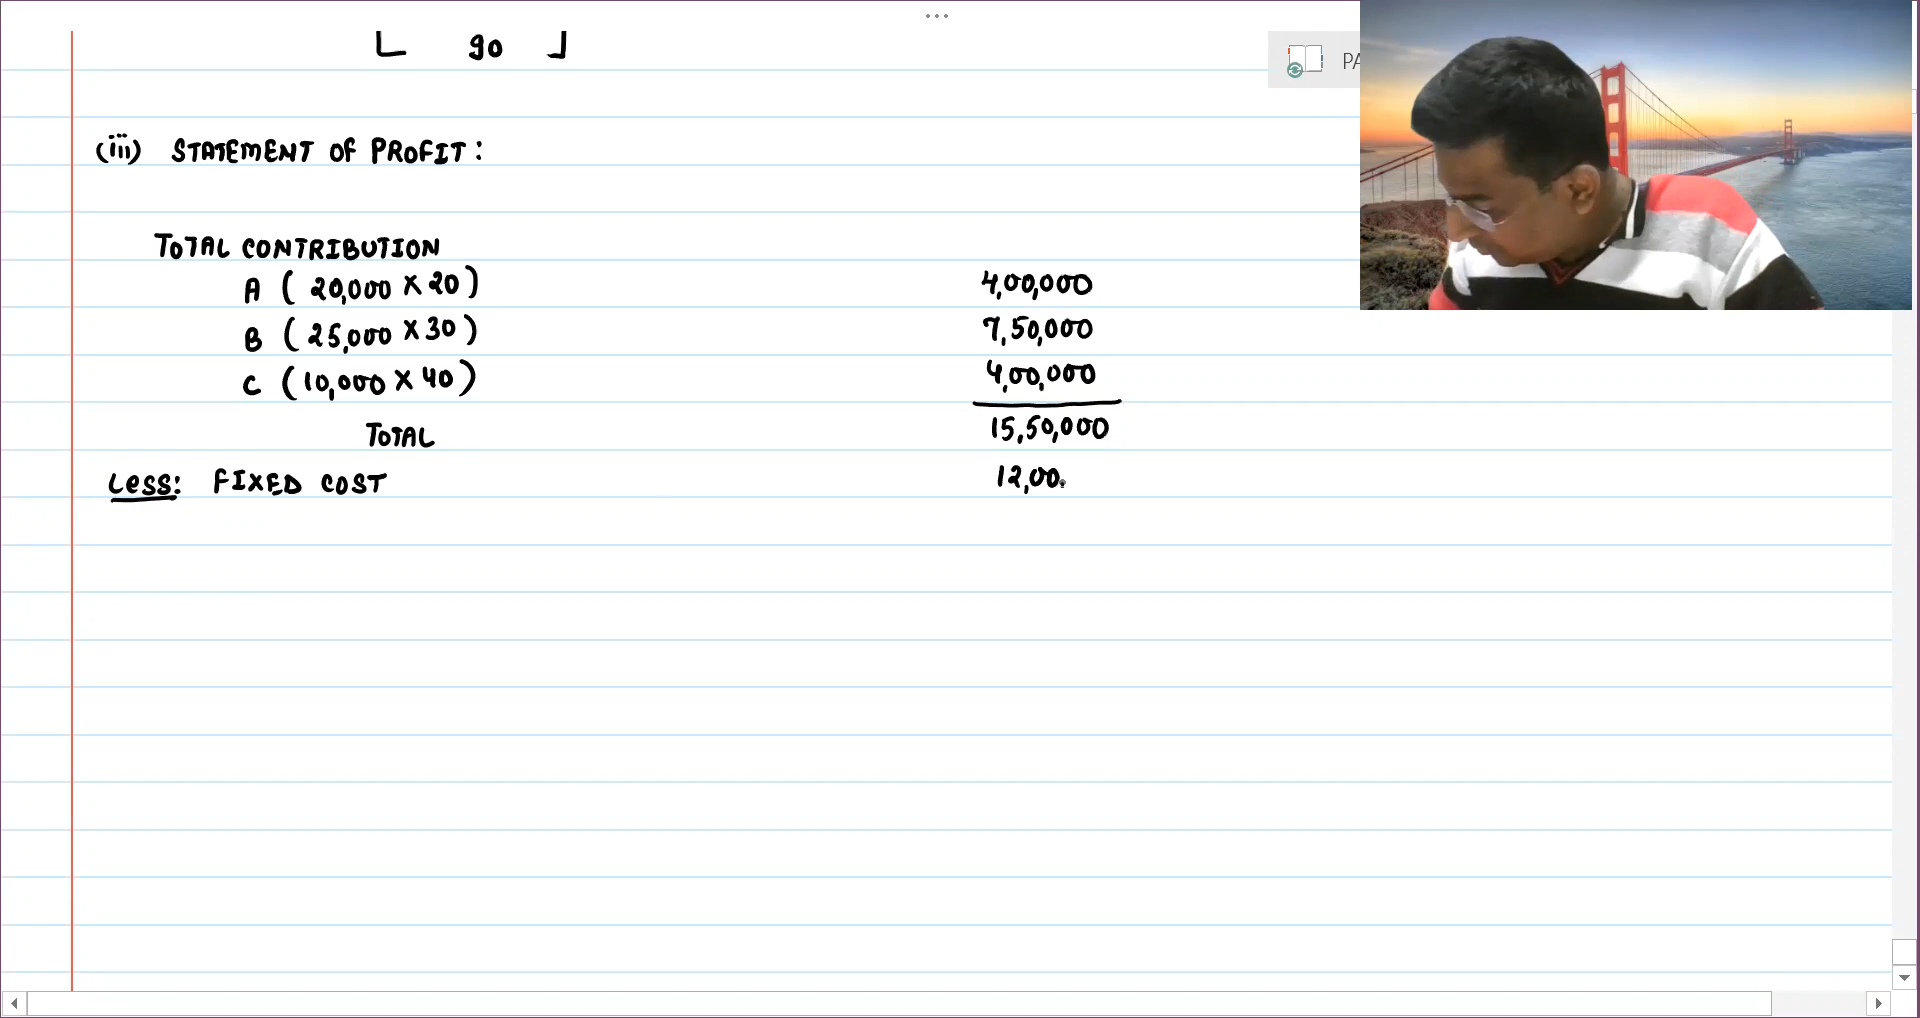 90
PA
(iii) STATEMENT OF PROFIT:
TOTAL CONTRIBUTION
A ( 20,000 × 20 ) 4,00,000
B ( 25,000 × 30 ) 7,50,000
C ( 10,000 × 40 ) 4,00,000
TOTAL 15,50,000
LESS: FIXED COST 12,00.